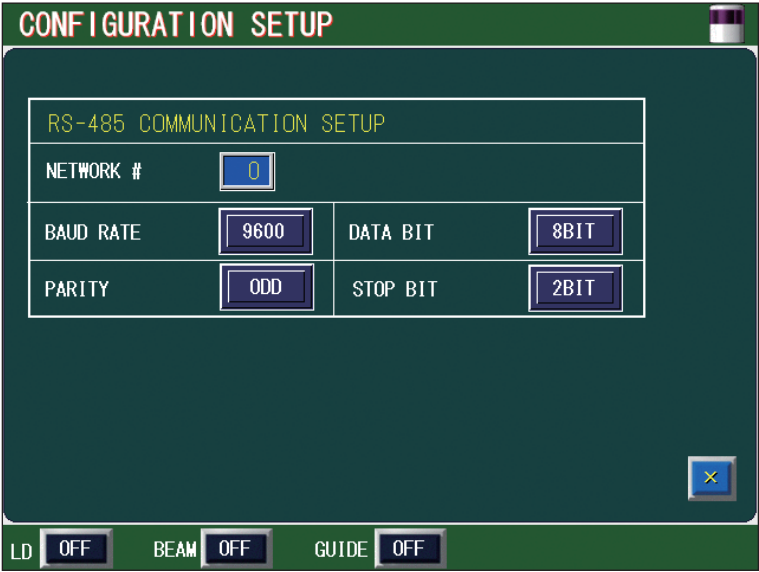 CONFIGURATION SETUP
RS-485 COMMUNICATION SETUP
NETWORK # 0
BAUD RATE 9600 DATA BIT 8BIT
PARITY ODD STOP BIT 2BIT
×
LD OFF BEAM OFF GUIDE OFF